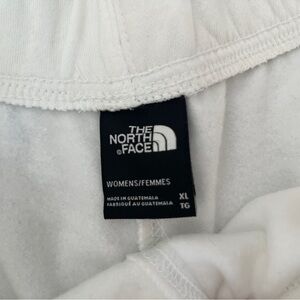 THE
NORTH
FACE
WOMENS/FEMMES
MADE IN GUATEMALA
FABRIQUÉ AU GUATEMALA
XL
TG